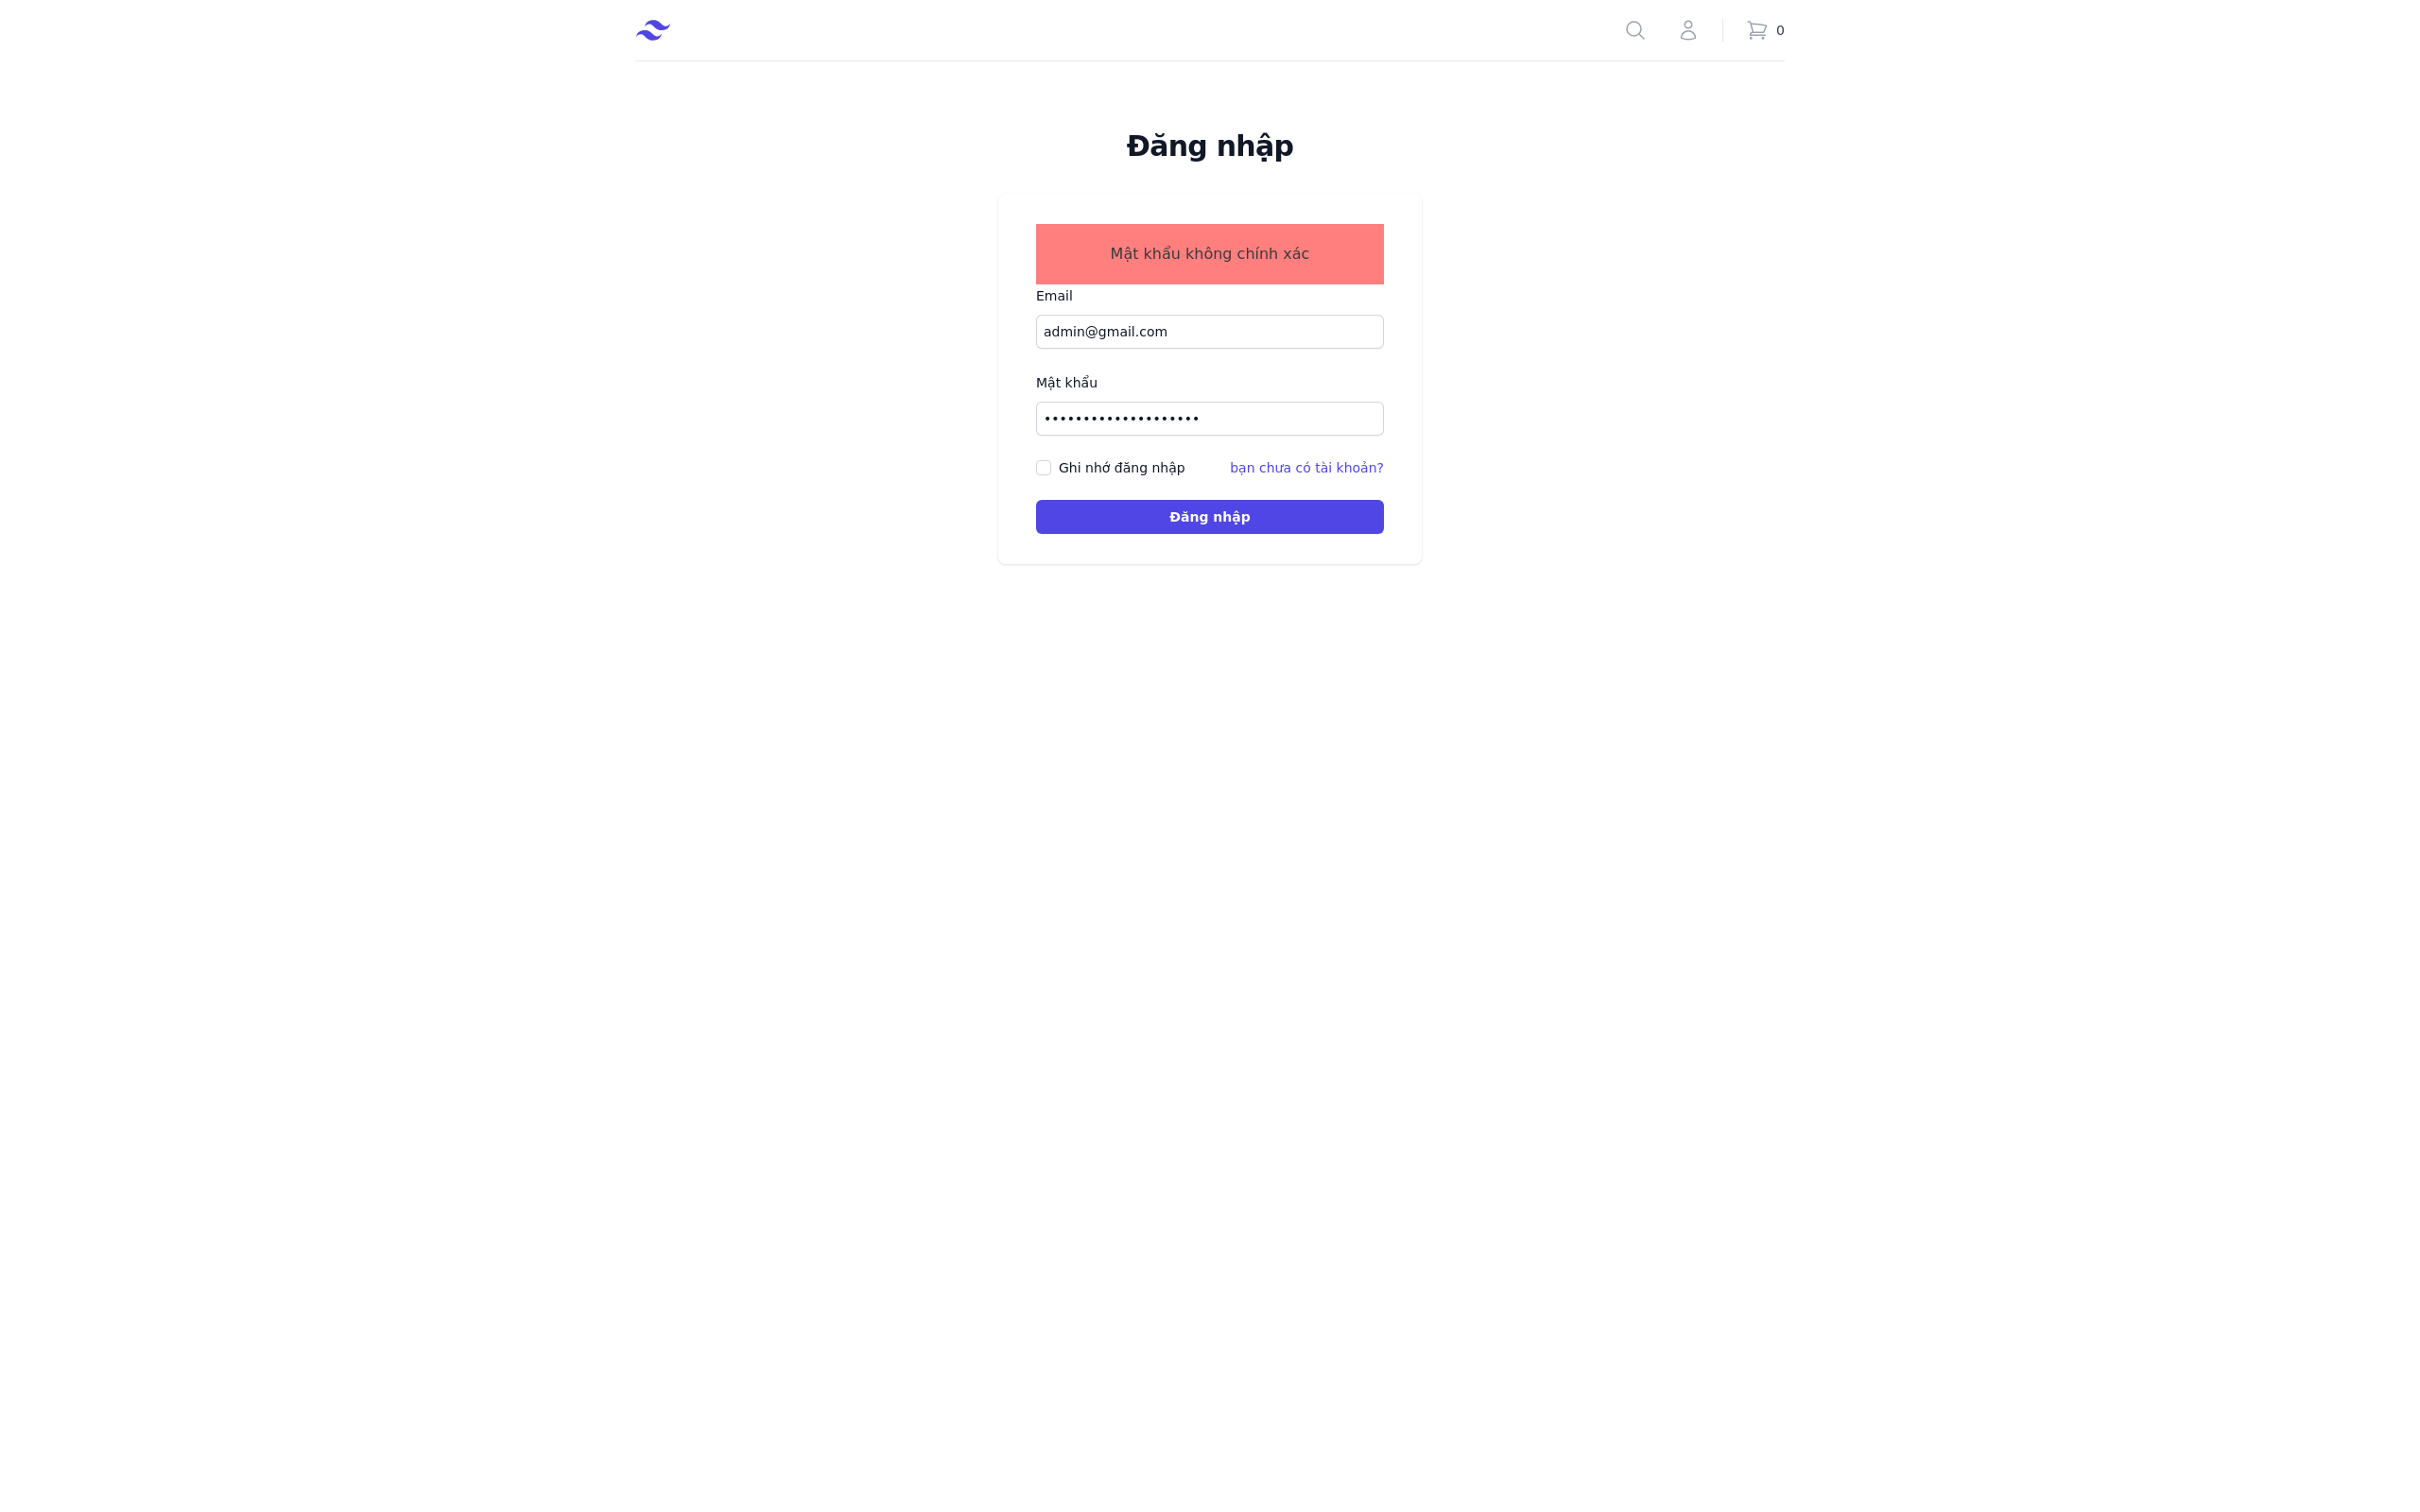 0
Đăng nhập
Mật khẩu không chính xác
Email
admin@gmail.com
Mật khẩu
••••••••••••••••••••
Ghi nhớ đăng nhập
bạn chưa có tài khoản?
Đăng nhập